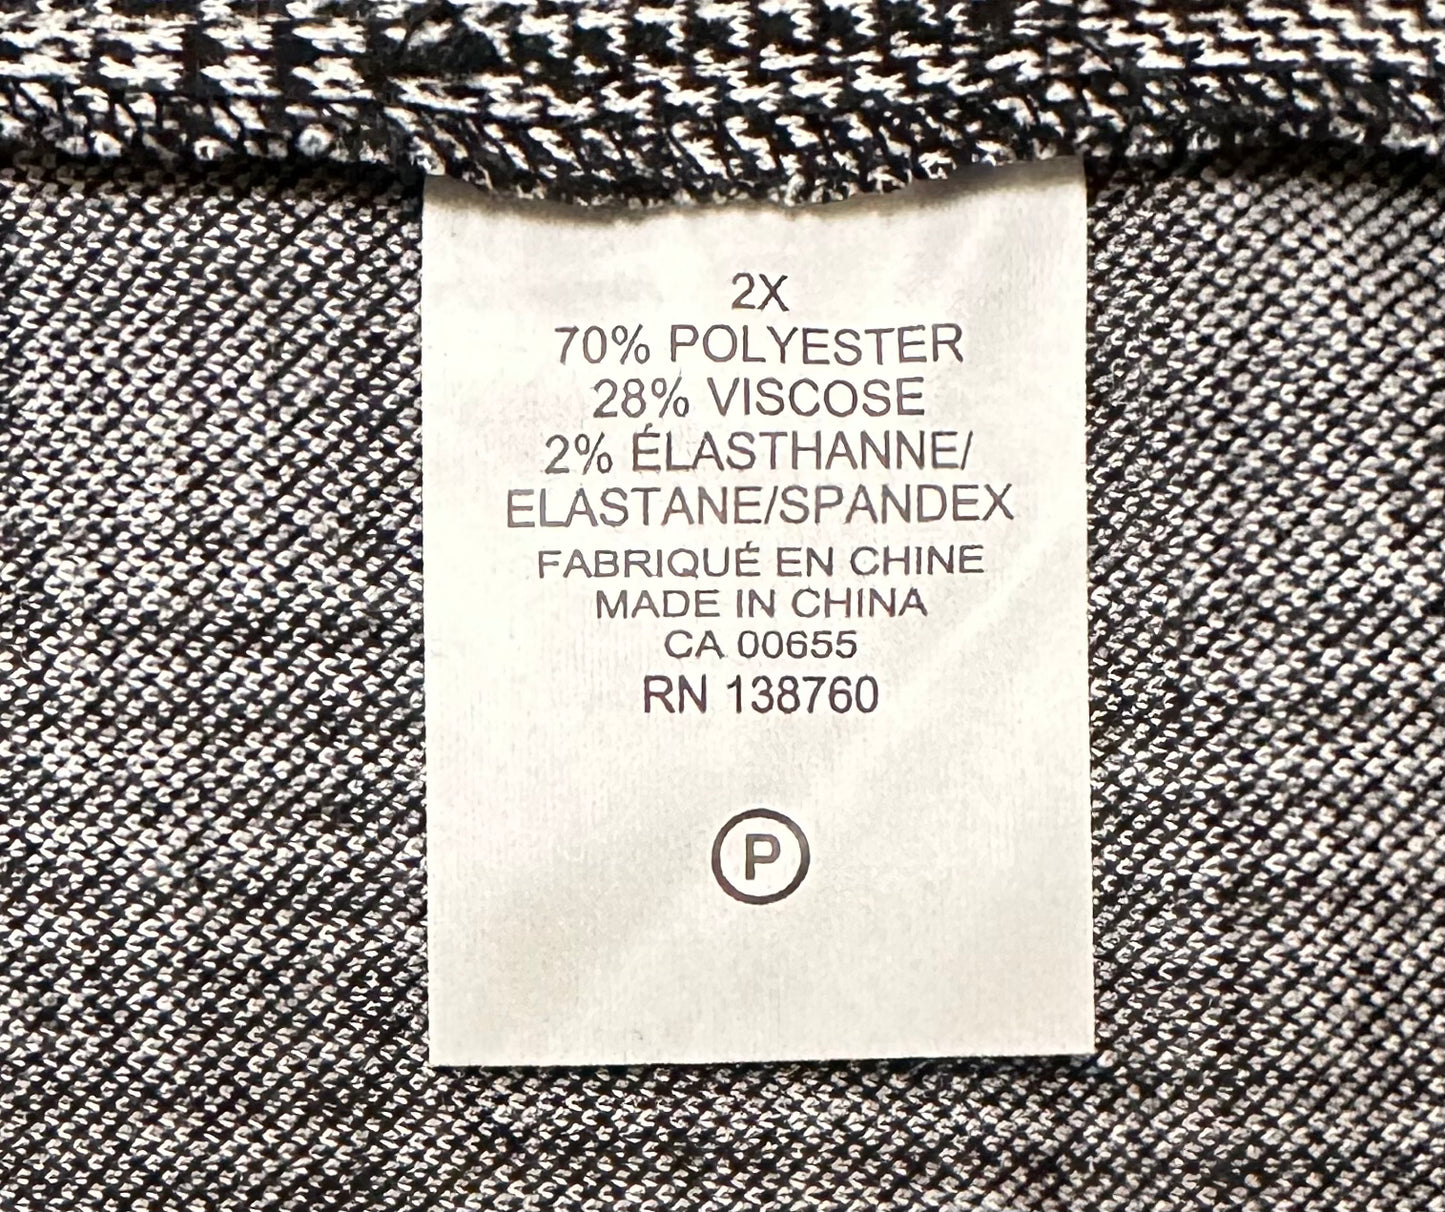 2X
70% POLYESTER
28% VISCOSE
2% ÉLASTHANNE/
ELASTANE/SPANDEX
FABRIQUÉ EN CHINE
MADE IN CHINA
CA 00655
RN 138760
P